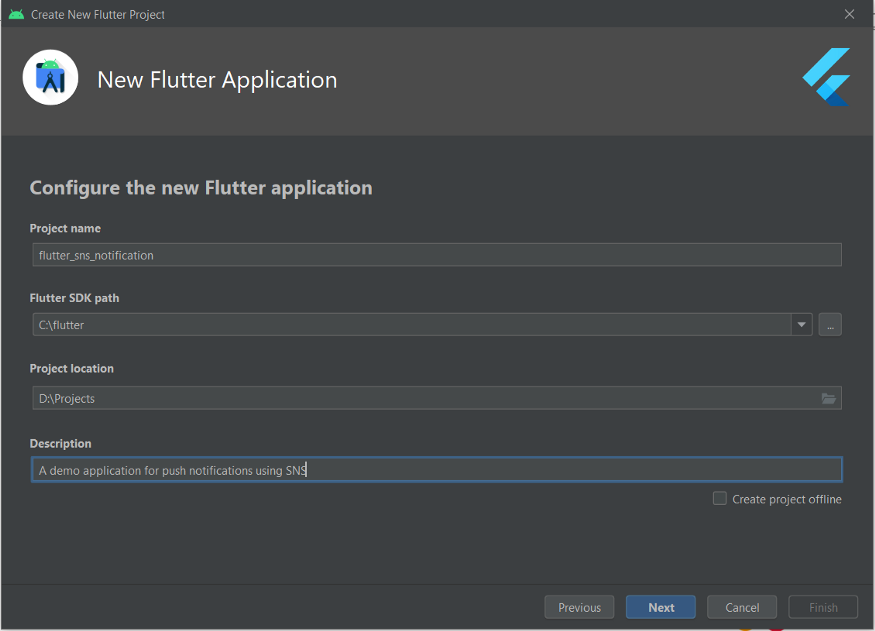 Create New Flutter Project
New Flutter Application
Configure the new Flutter application
Project name
flutter_sns_notification
Flutter SDK path
C:\flutter
...
Project location
D:\Projects
Description
A demo application for push notifications using SNS
Create project offline
Previous
Next
Cancel
Finish